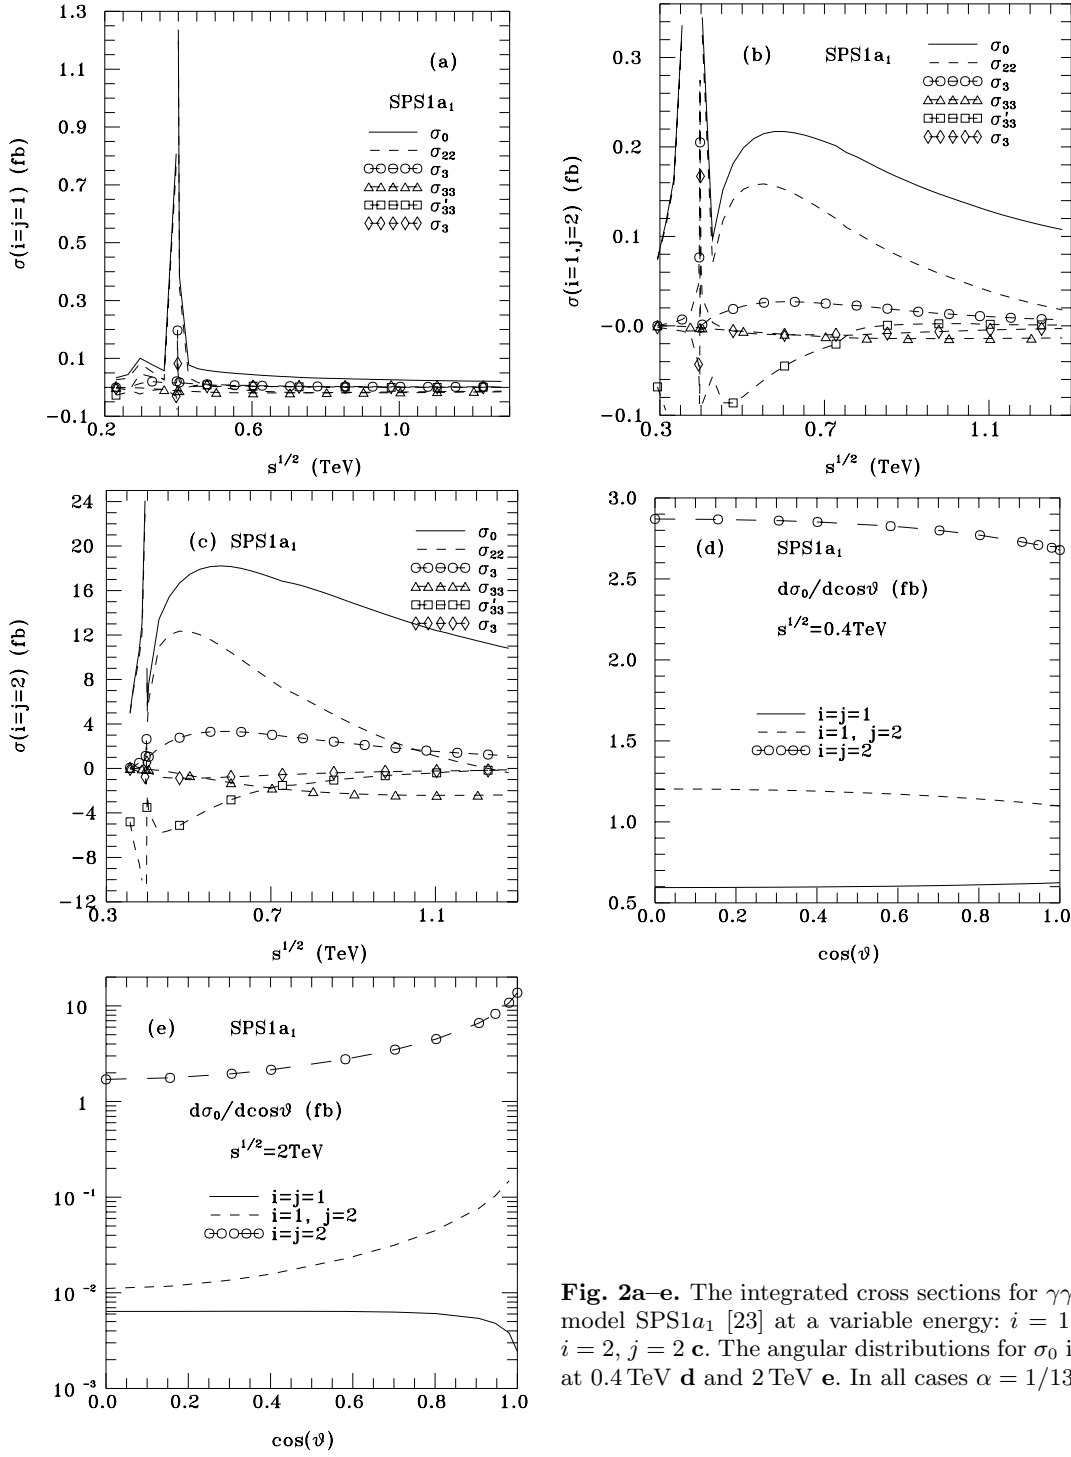 1.3
1.1
0.9
0.7
0.5
0.3
0.1
−0.1
0.2 0.6 1.0
σ(i=j=1) (fb)
s^1/2 (TeV)
(a)
SPS1a₁
σ₀
σ₂₂
σ₃
σ₃₃
σ'₃₃
σ₃
0.3
0.2
0.1
−0.0
−0.1
0.3 0.7 1.1
σ(i=1,j=2) (fb)
s^1/2 (TeV)
(b) SPS1a₁
σ₀
σ₂₂
σ₃
σ₃₃
σ'₃₃
σ₃
24
20
16
12
8
4
0
−4
−8
−12
0.3 0.7 1.1
σ(i=j=2) (fb)
s^1/2 (TeV)
(c) SPS1a₁
σ₀
σ₂₂
σ₃
σ₃₃
σ'₃₃
σ₃
3.0
2.5
2.0
1.5
1.0
0.5
0.0 0.2 0.4 0.6 0.8 1.0
cos(ϑ)
(d) SPS1a₁
dσ₀/dcosϑ (fb)
s^1/2=0.4TeV
i=j=1
i=1, j=2
i=j=2
10
1
10^−1
10^−2
10^−3
0.0 0.2 0.4 0.6 0.8 1.0
cos(ϑ)
(e) SPS1a₁
dσ₀/dcosϑ (fb)
s^1/2=2TeV
i=j=1
i=1, j=2
i=j=2
Fig. 2a–e. The integrated cross sections for γγ
model SPS1a₁ [23] at a variable energy: i = 1
i = 2, j = 2 c. The angular distributions for σ₀ i
at 0.4 TeV d and 2 TeV e. In all cases α = 1/13